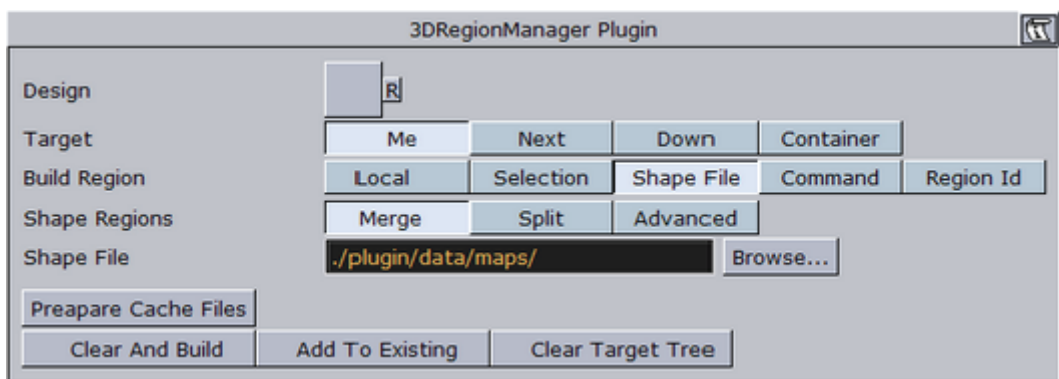 3DRegionManager Plugin
Design R
Target Me Next Down Container
Build Region Local Selection Shape File Command Region Id
Shape Regions Merge Split Advanced
Shape File ./plugin/data/maps/ Browse...
Preapare Cache Files
Clear And Build Add To Existing Clear Target Tree